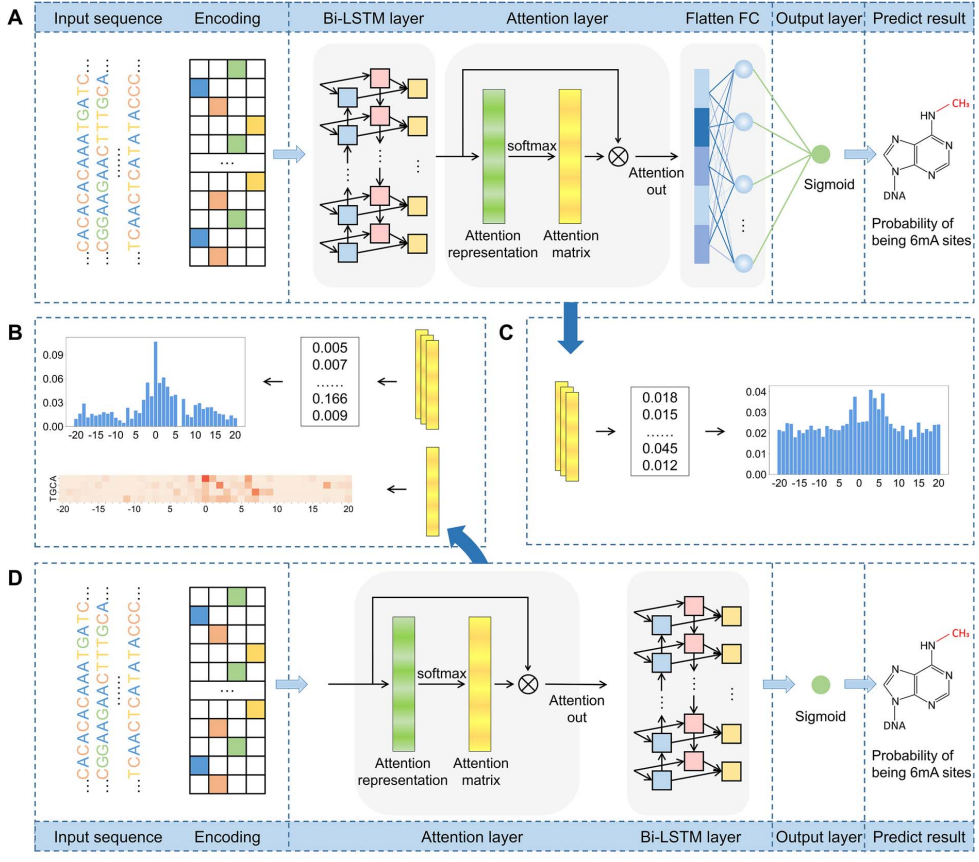 A
Input sequence
Encoding
Bi-LSTM layer
Attention layer
Flatten FC
Output layer
Predict result
...CACACACAAATGATC...
...CGGAAGAACTTTGCA...
......
...TCAACTCATATACCC...
...
softmax
Attention
representation
Attention
matrix
Attention
out
Sigmoid
CH₃
HN
N
N
N
N
DNA
Probability of
being 6mA sites
B
0.09
0.06
0.03
0.00
-20 -15 -10 -5 0 5 10 15 20
0.005
0.007
......
0.166
0.009
TGCA
-20 -15 -10 -5 0 5 10 15 20
C
0.018
0.015
......
0.045
0.012
0.04
0.03
0.02
0.01
0.00
-20 -15 -10 -5 0 5 10 15 20
D
...CACACACAAATGATC...
...CGGAAGAACTTTGCA...
......
...TCAACTCATATACCC...
...
softmax
Attention
representation
Attention
matrix
Attention
out
Sigmoid
CH₃
HN
N
N
N
N
DNA
Probability of
being 6mA sites
Input sequence
Encoding
Attention layer
Bi-LSTM layer
Output layer
Predict result